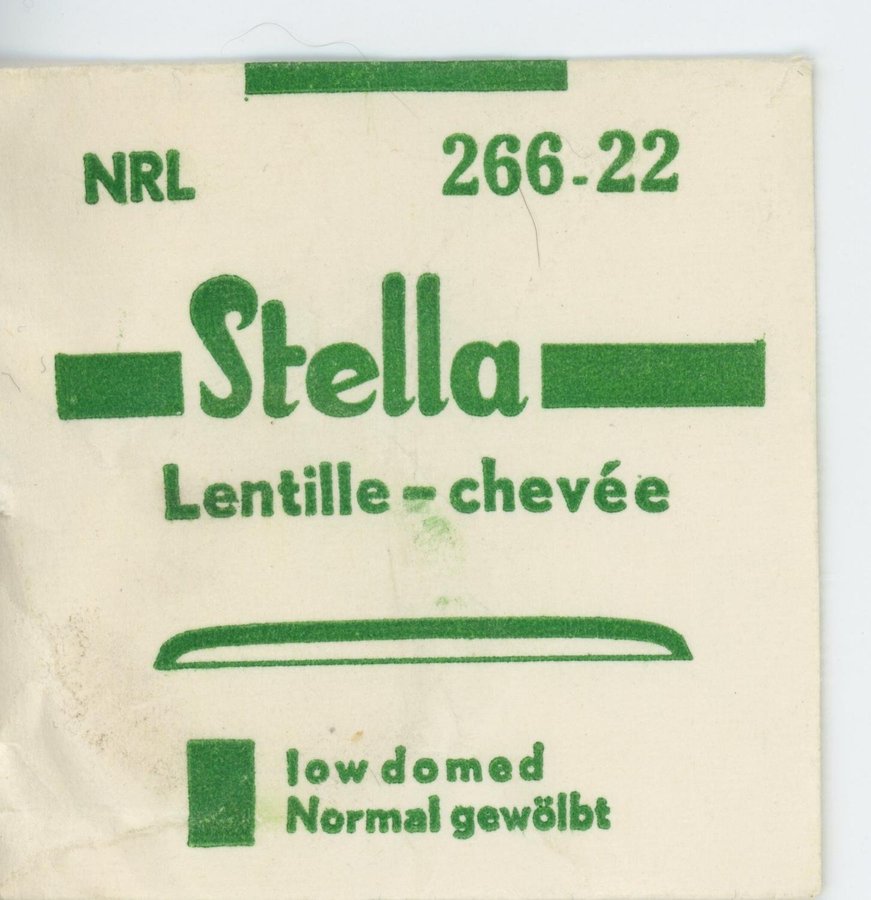 NRL 266-22
Stella
Lentille - chevée
low domed
Normal gewölbt